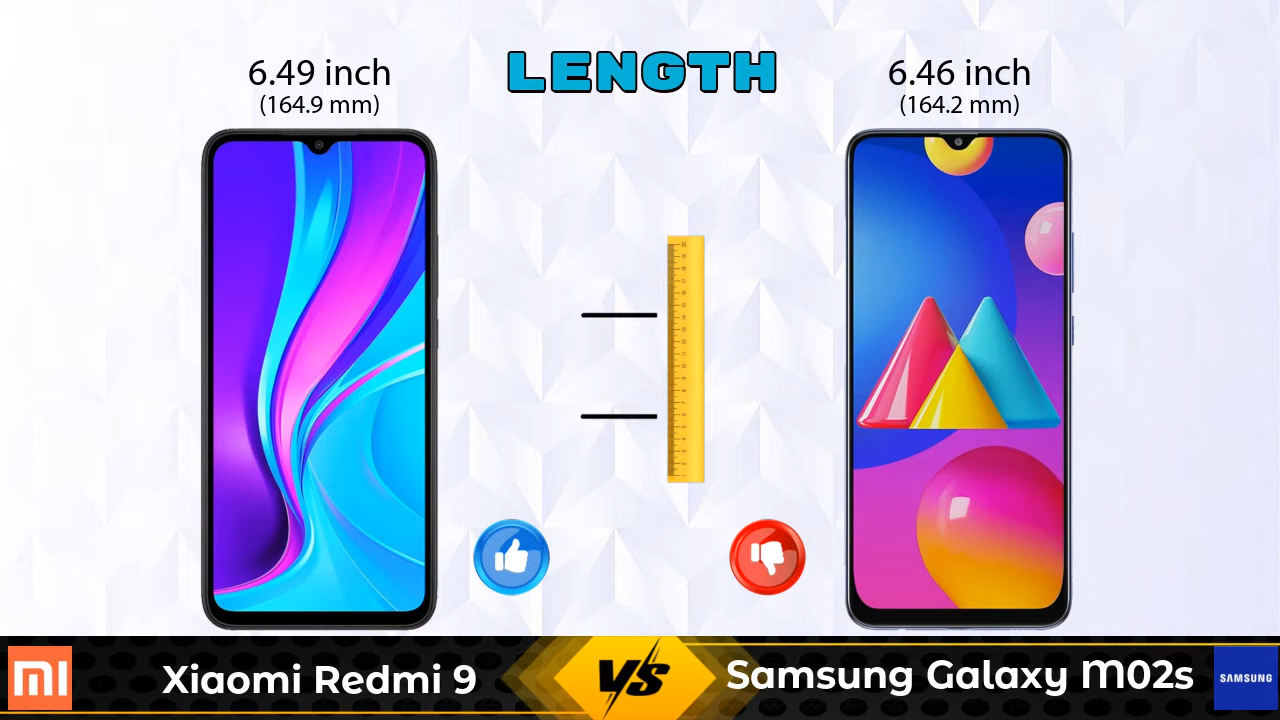 LENGTH
6.49 inch
(164.9 mm)
6.46 inch
(164.2 mm)
MI
Xiaomi Redmi 9
VS
Samsung Galaxy M02s
SAMSUNG